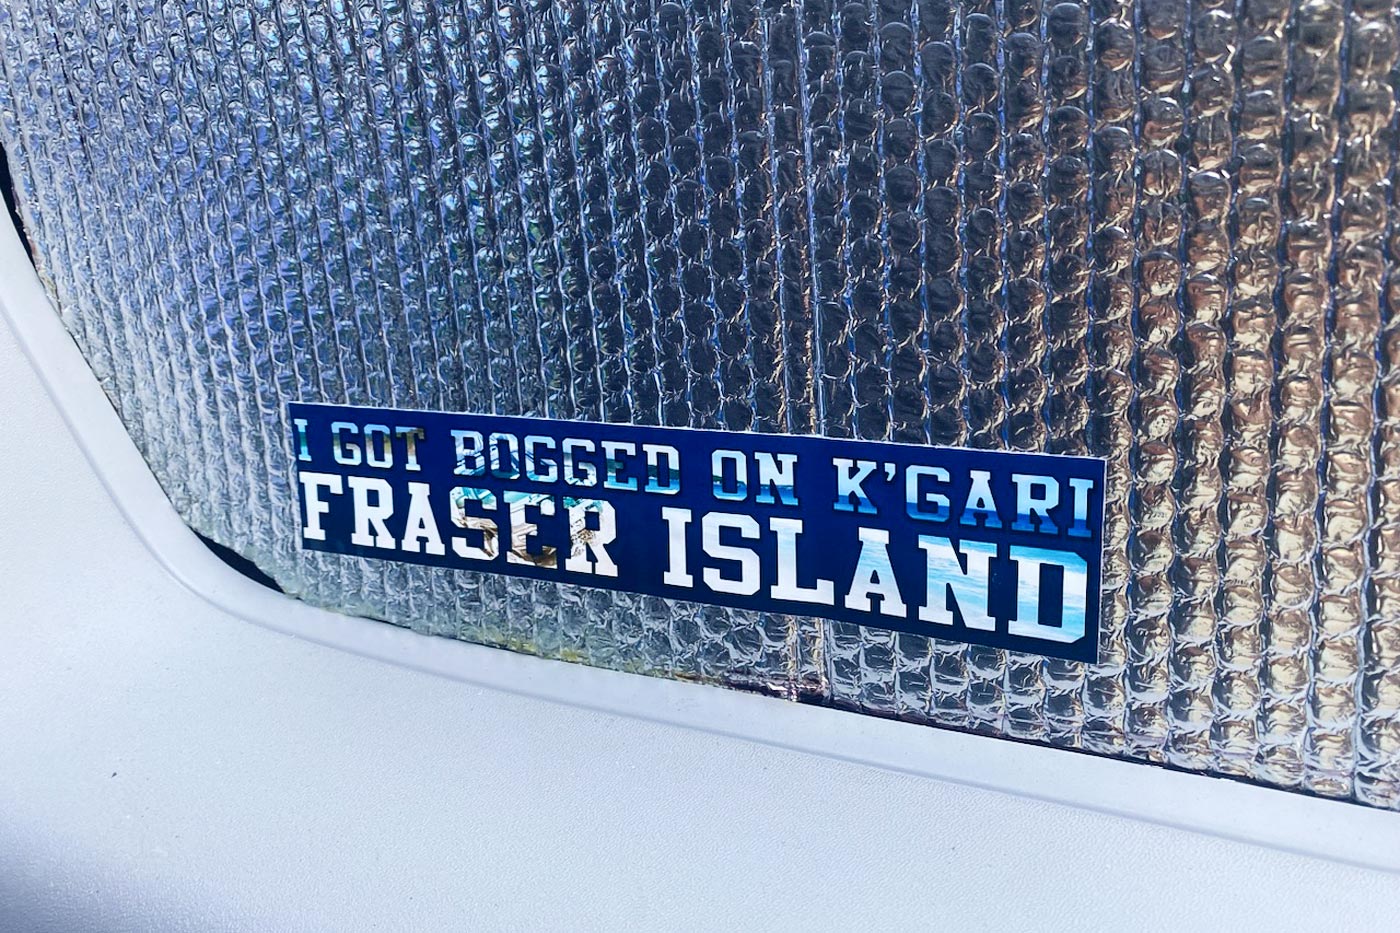 I GOT BOGGED ON K'GARI
FRASER ISLAND